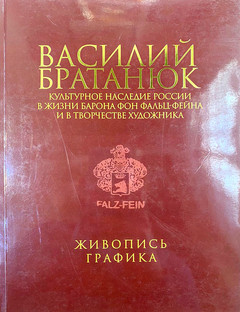 ВАСИЛИЙ
БРАТАНЮК
КУЛЬТУРНОЕ НАСЛЕДИЕ РОССИИ
В ЖИЗНИ БАРОНА ФОН ФАЛЬЦ-ФЕЙНА
И В ТВОРЧЕСТВЕ ХУДОЖНИКА
FALZ-FEIN
ЖИВОПИСЬ
ГРАФИКА